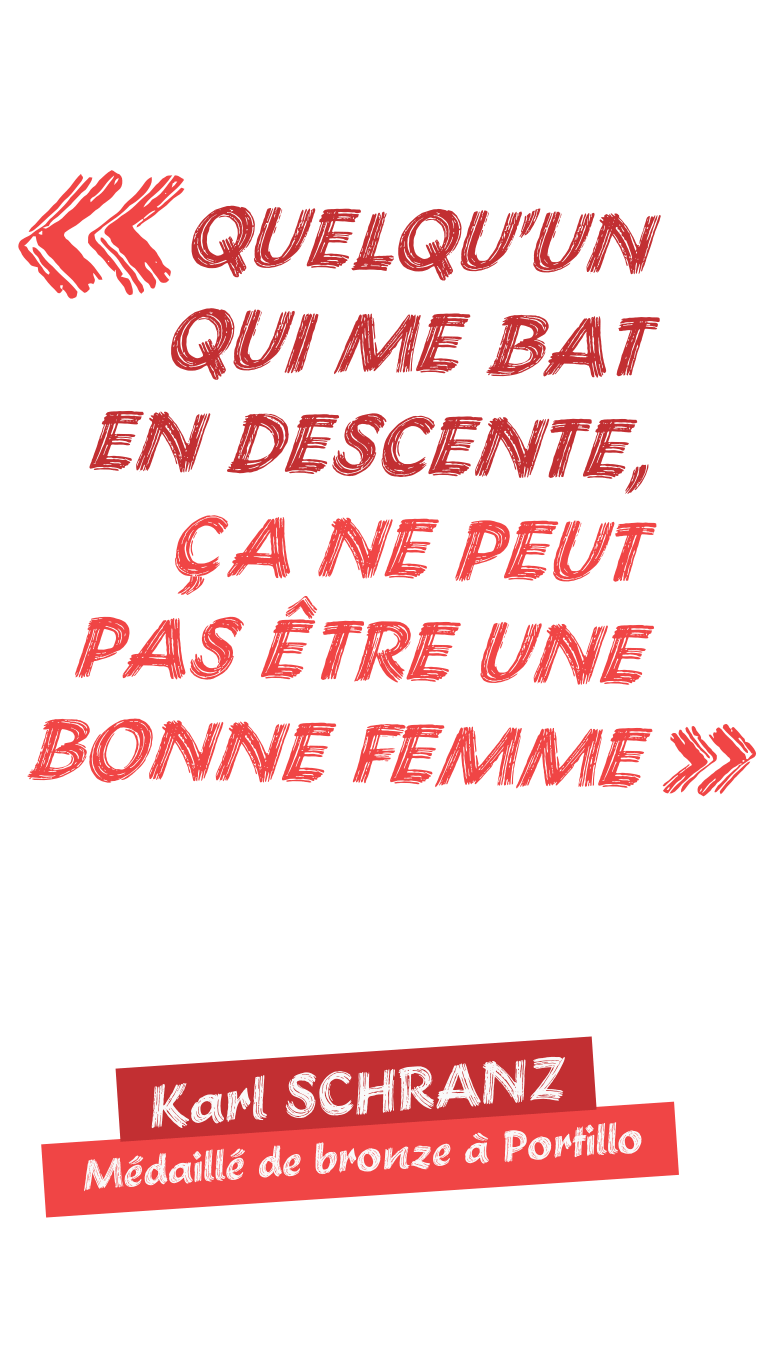 « QUELQU'UN
QUI ME BAT
EN DESCENTE,
ÇA NE PEUT
PAS ÊTRE UNE
BONNE FEMME »
Karl SCHRANZ
Médaillé de bronze à Portillo